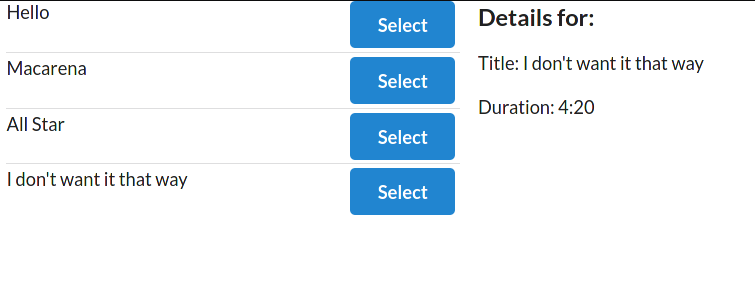 Hello
Select
Macarena
Select
All Star
Select
I don't want it that way
Select
Details for:
Title: I don't want it that way
Duration: 4:20